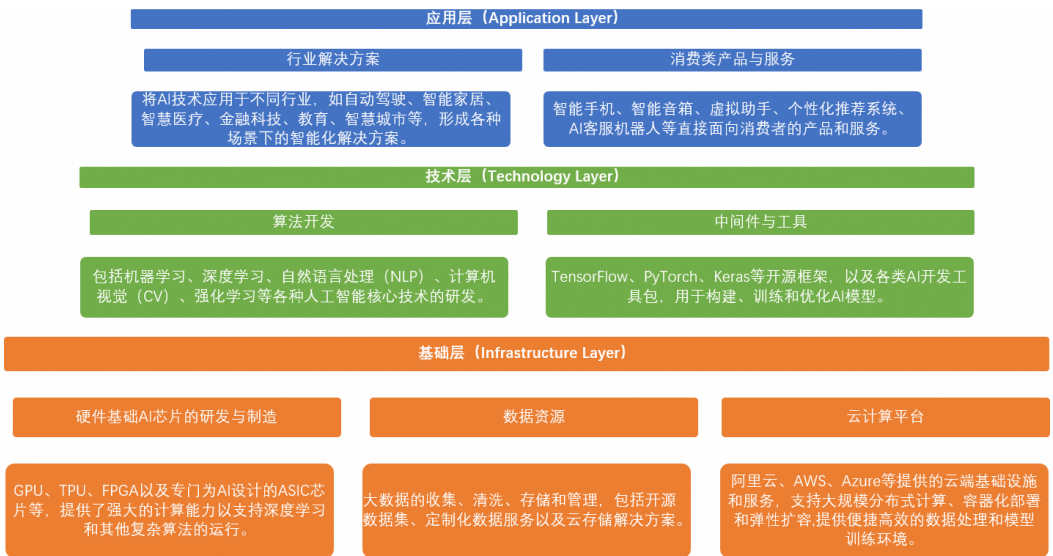 应用层（Application Layer）
行业解决方案
消费类产品与服务
将AI技术应用于不同行业，如自动驾驶、智能家居、
智慧医疗、金融科技、教育、智慧城市等，形成各种
场景下的智能化解决方案。
智能手机、智能音箱、虚拟助手、个性化推荐系统、
AI客服机器人等直接面向消费者的产品和服务。
技术层（Technology Layer）
算法开发
中间件与工具
包括机器学习、深度学习、自然语言处理（NLP）、计算机
视觉（CV）、强化学习等各种人工智能核心技术的研发。
TensorFlow、PyTorch、Keras等开源框架，以及各类AI开发工
具包，用于构建、训练和优化AI模型。
基础层（Infrastructure Layer）
硬件基础AI芯片的研发与制造
数据资源
云计算平台
GPU、TPU、FPGA以及专门为AI设计的ASIC芯
片等，提供了强大的计算能力以支持深度学习
和其他复杂算法的运行。
大数据的收集、清洗、存储和管理，包括开源
数据集、定制化数据服务以及云存储解决方案。
阿里云、AWS、Azure等提供的云端基础设施
和服务，支持大规模分布式计算、容器化部署
和弹性扩容,提供便捷高效的数据处理和模型
训练环境。